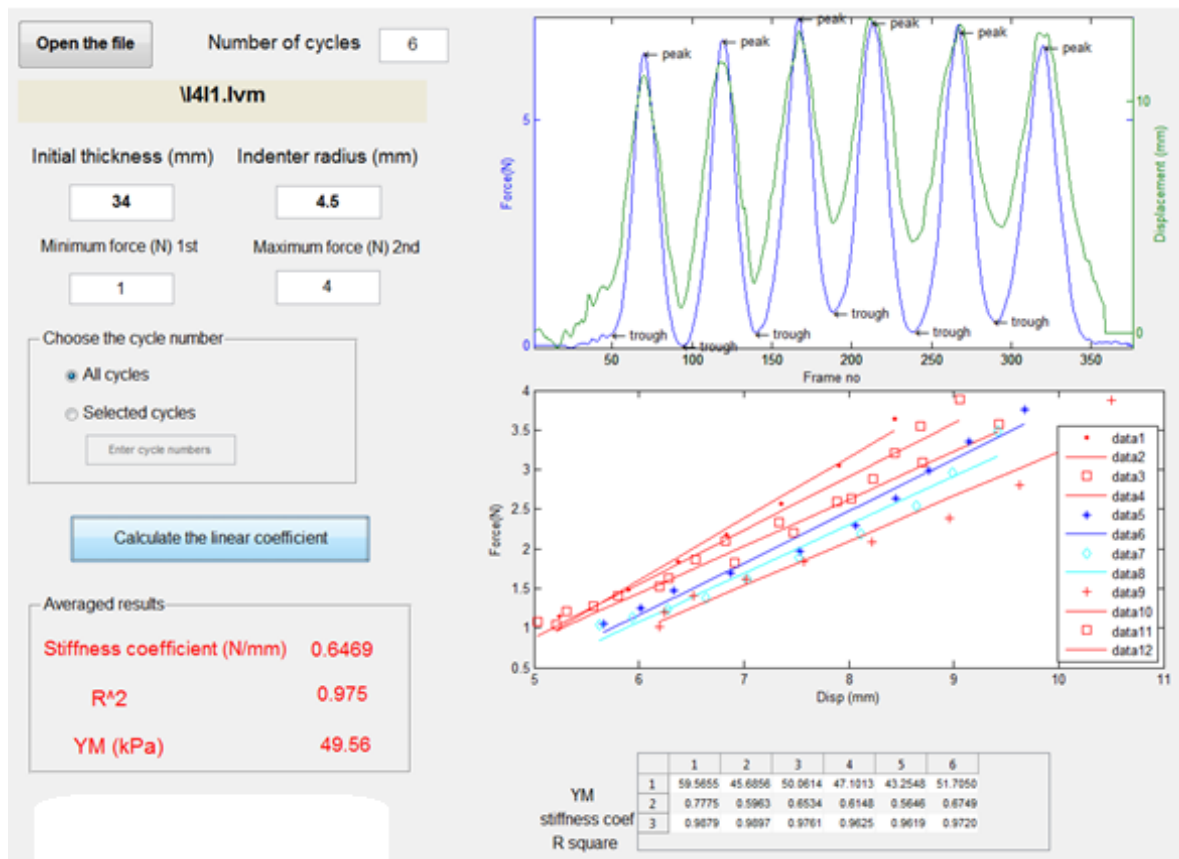 Open the file
Number of cycles 6
\I4I1.lvm
Initial thickness (mm) Indenter radius (mm)
34 4.5
Minimum force (N) 1st Maximum force (N) 2nd
1 4
Choose the cycle number
All cycles
Selected cycles
Enter cycle numbers
Calculate the linear coefficient
Averaged results
Stiffness coefficient (N/mm) 0.6469
R^2 0.975
YM (kPa) 49.56
peak peak peak peak peak peak
5
0
Force(N)
10
0
Displacement (mm)
trough trough trough trough trough trough
50 100 150 200 250 300 350
Frame no
4
3.5
3
2.5
2
1.5
1
0.5
Force(N)
5 6 7 8 9 10 11
Disp (mm)
data1
data2
data3
data4
data5
data6
data7
data8
data9
data10
data11
data12
1 2 3 4 5 6
YM 1 59.5655 45.6856 50.0614 47.1013 43.2548 51.7050
stiffness coef 2 0.7775 0.5963 0.6534 0.6148 0.5646 0.6749
R square 3 0.9879 0.9897 0.9761 0.9625 0.9619 0.9720